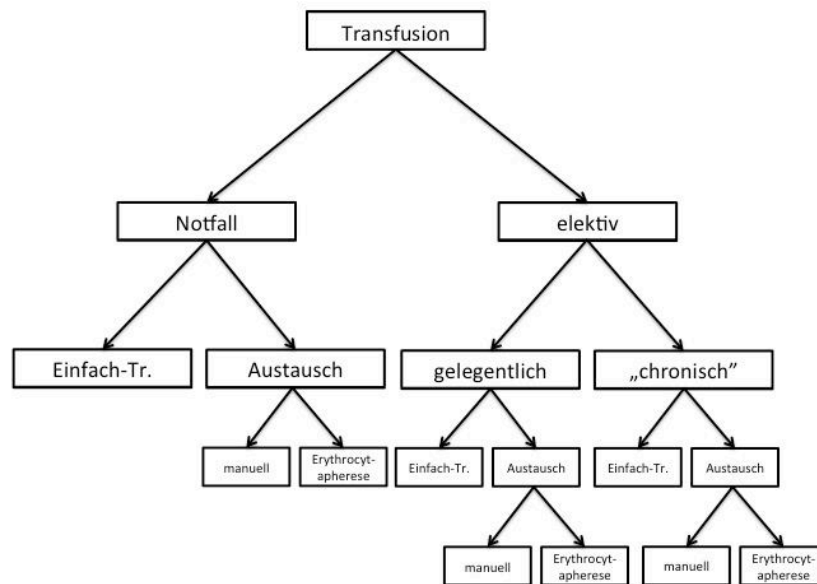 Transfusion
Notfall
elektiv
Einfach-Tr.
Austausch
gelegentlich
„chronisch”
manuell
Erythrocyt-
apherese
Einfach-Tr.
Austausch
Einfach-Tr.
Austausch
manuell
Erythrocyt-
apherese
manuell
Erythrocyt-
apherese